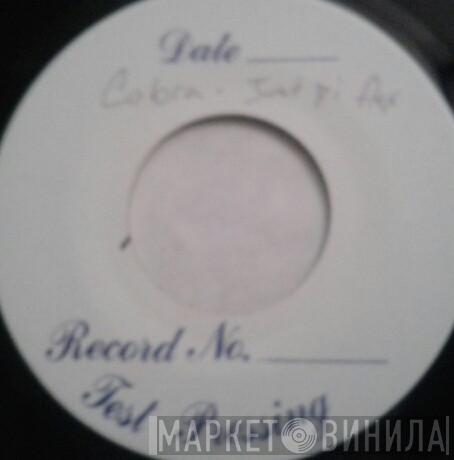 Date
Cobra -
Record No.
Test Pressing
МАРКЕТ ВИНИЛА